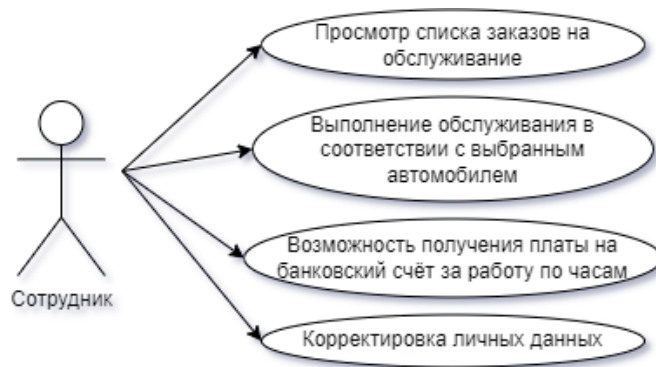 Просмотр списка заказов на
обслуживание
Выполнение обслуживания в
соответствии с выбранным
автомобилем
Возможность получения платы на
банковский счёт за работу по часам
Сотрудник
Корректировка личных данных